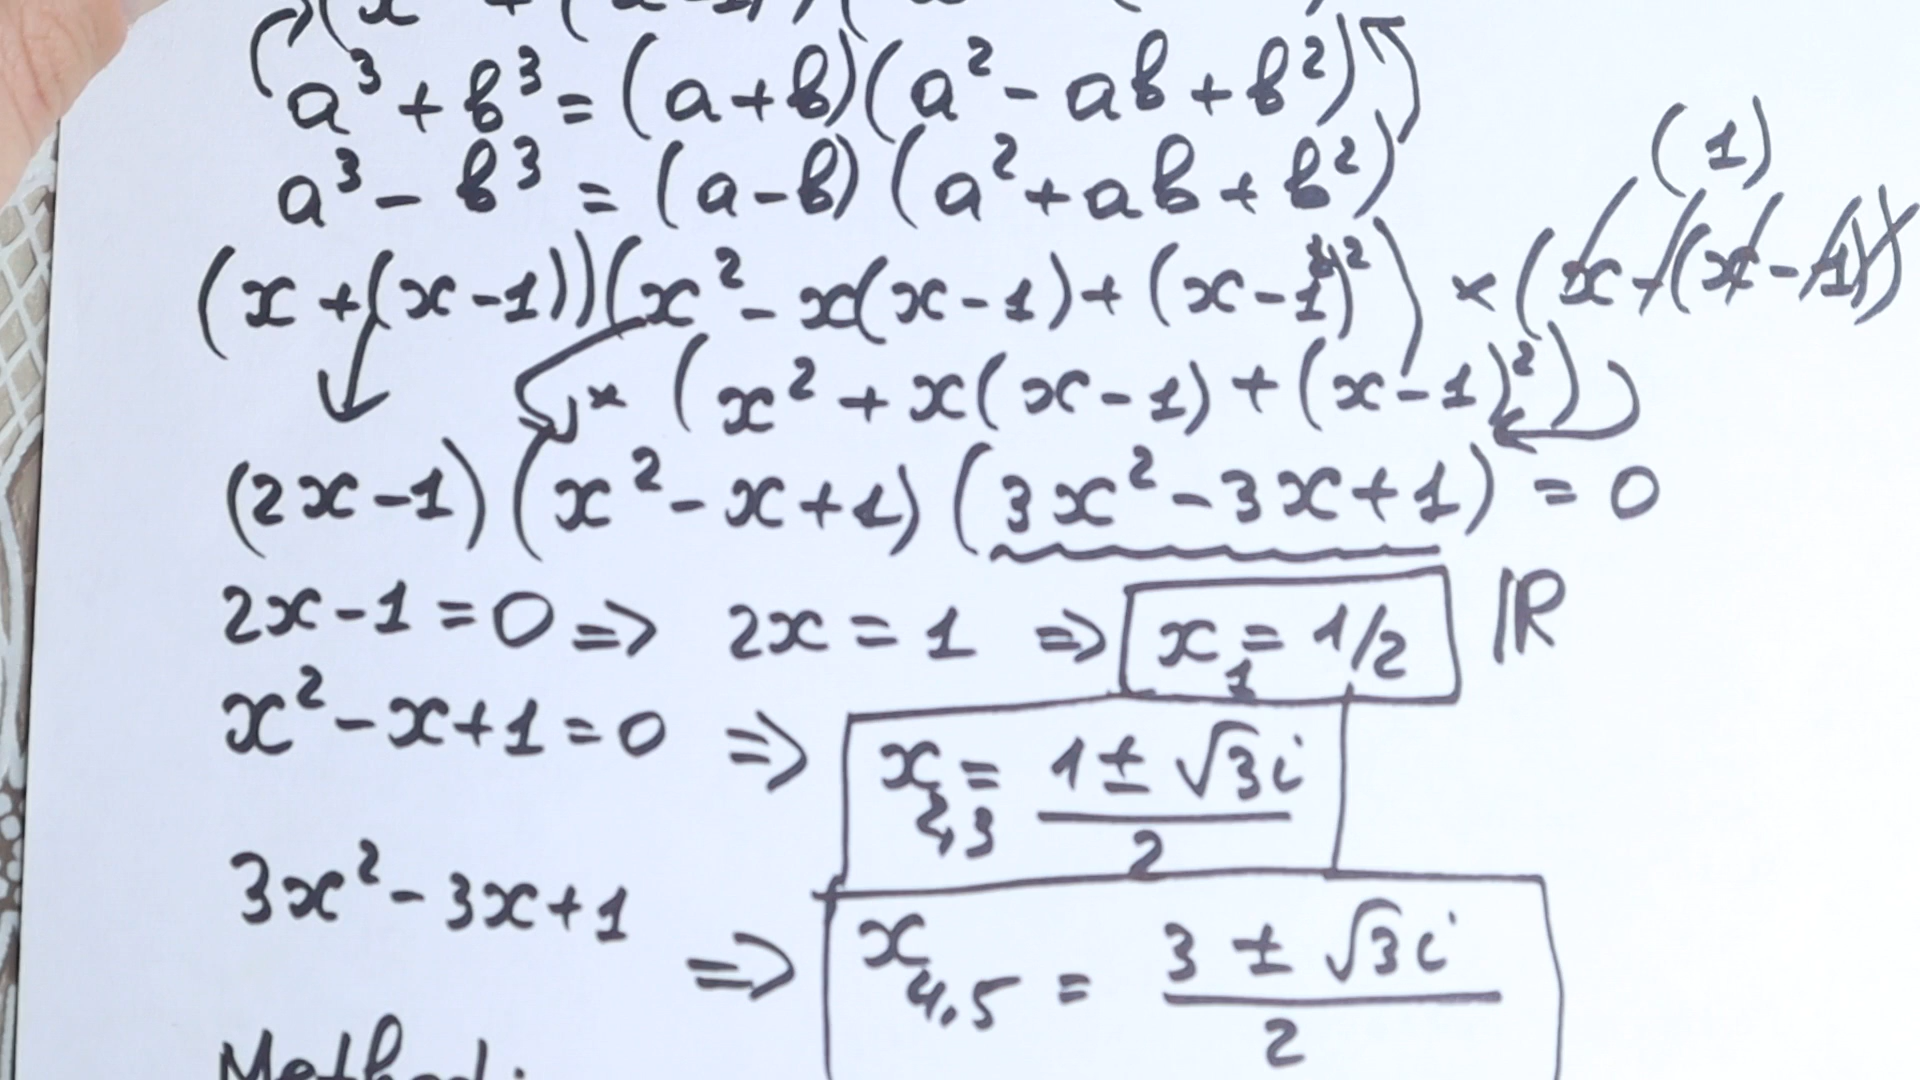 a³ + b³ = (a + b)(a² - ab + b²)
a³ - b³ = (a - b)(a² + ab + b²)
(1)
(x + (x - 1))(x² - x(x - 1) + (x - 1)²) × (x - (x - 1))
× (x² + x(x - 1) + (x - 1)²)
(2x - 1)(x² - x + 1)(3x² - 3x + 1) = 0
2x - 1 = 0 => 2x = 1 => x₁ = 1/2 ℝ
x² - x + 1 = 0 => x₂,₃ = (1 ± √3i)/2
3x² - 3x + 1 => x₄,₅ = (3 ± √3i)/2